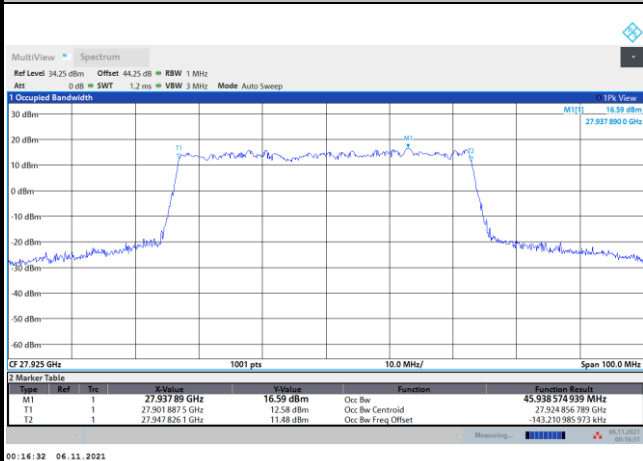 MultiView Spectrum
Ref Level 34.25 dBm Offset 44.25 dB RBW 1 MHz
Att 0 dB SWT 1.2 ms VBW 3 MHz Mode Auto Sweep
1 Occupied Bandwidth 1Pk View
M1[1] 16.59 dBm
27.937 890 0 GHz
30 dBm
20 dBm
M1
T1
T2
10 dBm
0 dBm
-10 dBm
-20 dBm
-30 dBm
-40 dBm
-50 dBm
-60 dBm
CF 27.925 GHz 1001 pts 10.0 MHz/ Span 100.0 MHz
2 Marker Table
Type Ref Trc X-Value Y-Value Function Function Result
M1 1 27.937 89 GHz 16.59 dBm Occ Bw 45.938 574 939 MHz
T1 1 27.901 887 5 GHz 12.58 dBm Occ Bw Centroid 27.924 856 789 GHz
T2 1 27.947 826 1 GHz 11.48 dBm Occ Bw Freq Offset -143.210 985 973 kHz
Measuring... 06.11.2021
00:16:31
00:16:32 06.11.2021